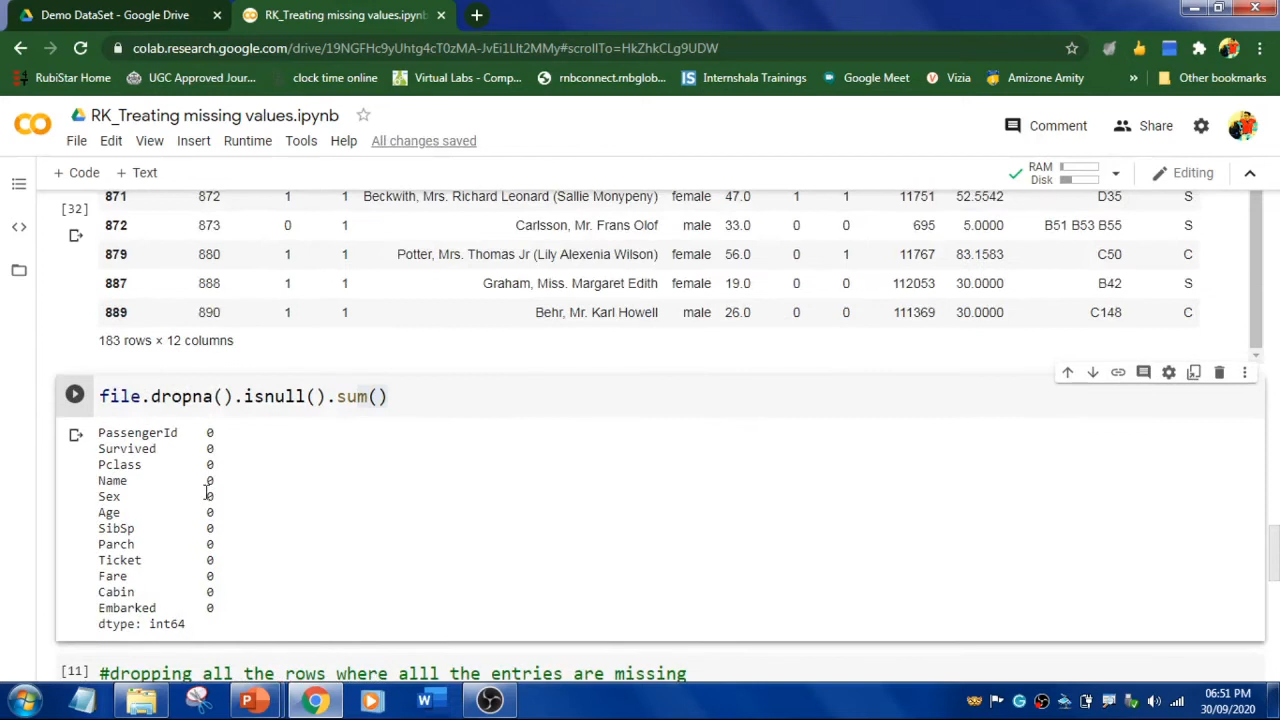 Demo DataSet - Google Drive
RK_Treating missing values.ipynb
colab.research.google.com/drive/19NGFHc9yUhtg4cT0zMA-JvEi1Llt2MMy#scrollTo=HkZhkCLg9UDW
RubiStar Home
UGC Approved Jour...
clock time online
Virtual Labs - Comp...
rnbconnect.rnbglob...
Internshala Trainings
Google Meet
Vizia
Amizone Amity
»
Other bookmarks
RK_Treating missing values.ipynb
Comment
Share
File Edit View Insert Runtime Tools Help All changes saved
+ Code + Text
RAM
Disk
Editing
871 872 1 1 Beckwith, Mrs. Richard Leonard (Sallie Monypeny) female 47.0 1 1 11751 52.5542 D35 S
[32]
872 873 0 1 Carlsson, Mr. Frans Olof male 33.0 0 0 695 5.0000 B51 B53 B55 S
879 880 1 1 Potter, Mrs. Thomas Jr (Lily Alexenia Wilson) female 56.0 0 1 11767 83.1583 C50 C
887 888 1 1 Graham, Miss. Margaret Edith female 19.0 0 0 112053 30.0000 B42 S
889 890 1 1 Behr, Mr. Karl Howell male 26.0 0 0 111369 30.0000 C148 C
183 rows × 12 columns
file.dropna().isnull().sum()
PassengerId 0
Survived 0
Pclass 0
Name 0
Sex 0
Age 0
SibSp 0
Parch 0
Ticket 0
Fare 0
Cabin 0
Embarked 0
dtype: int64
[11] #dropping all the rows where alll the entries are missing
06:51 PM
30/09/2020